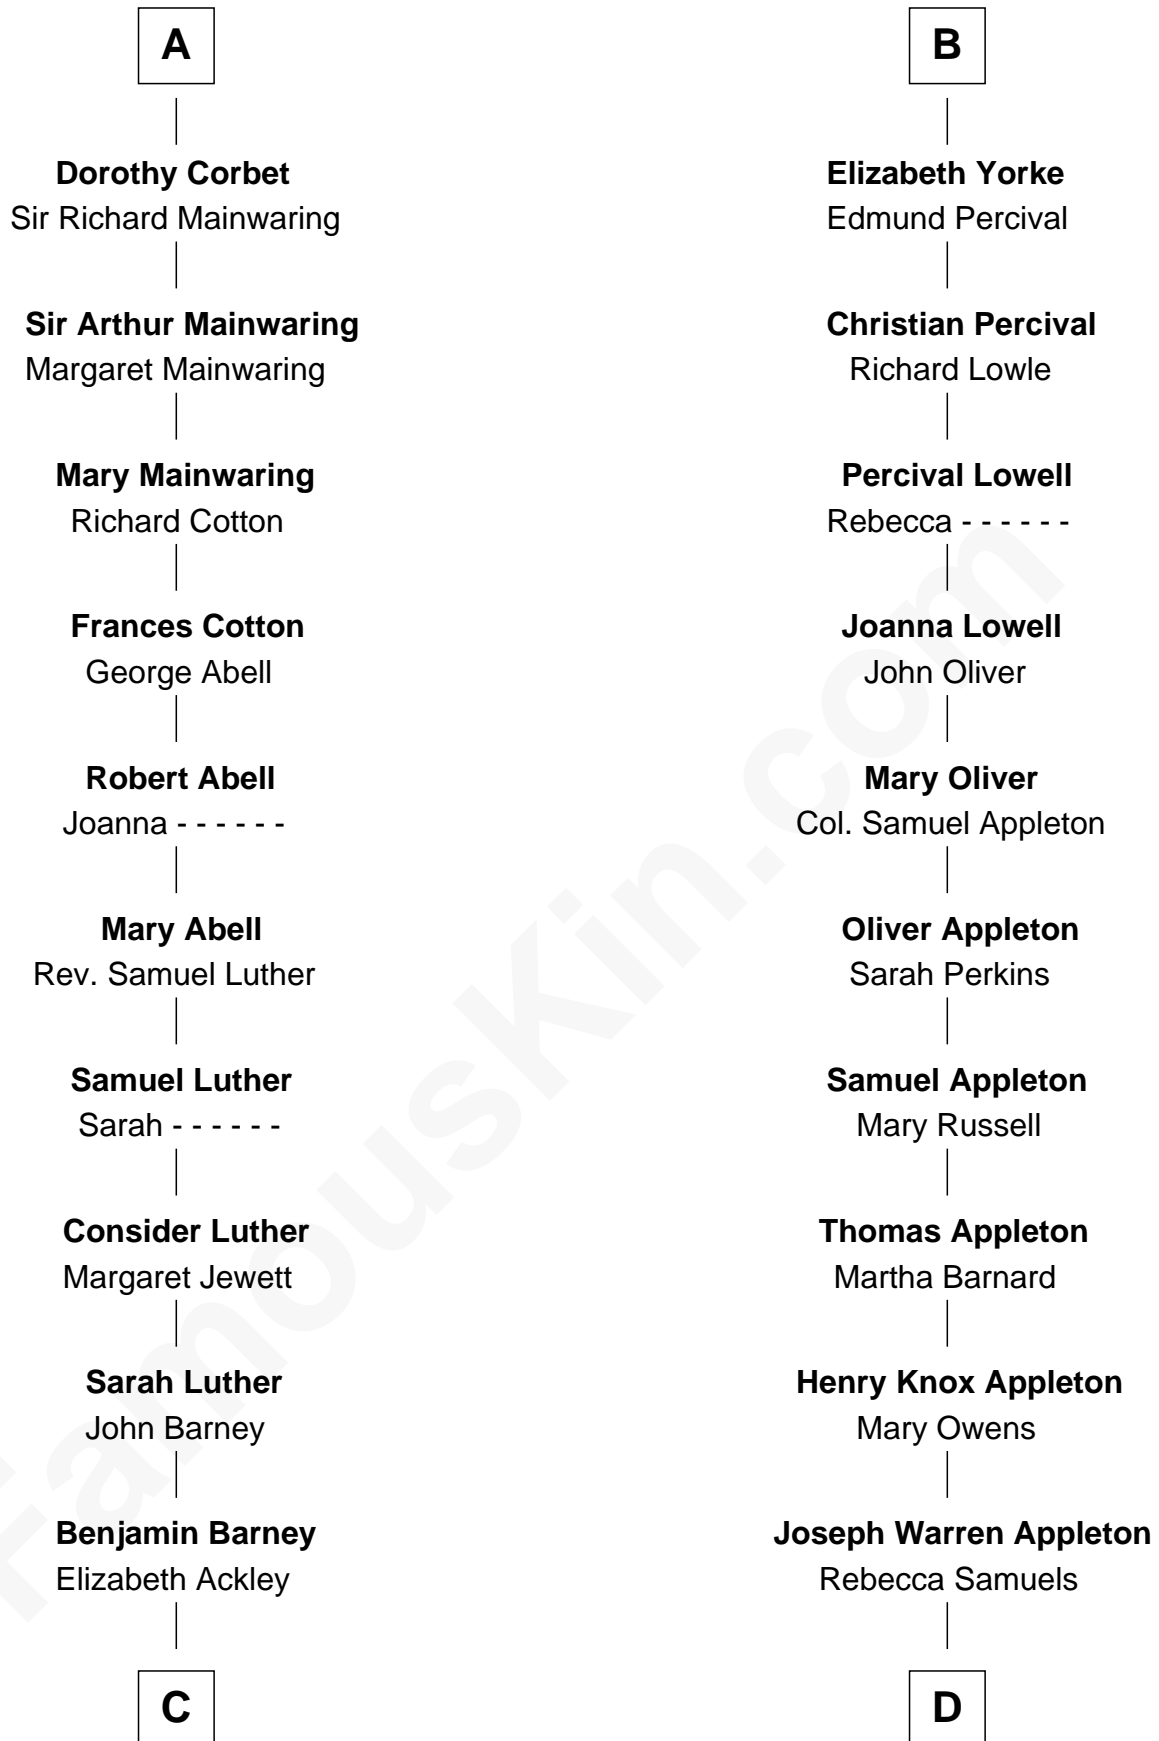 A
Dorothy Corbet
Sir Richard Mainwaring
Sir Arthur Mainwaring
Margaret Mainwaring
Mary Mainwaring
Richard Cotton
Frances Cotton
George Abell
Robert Abell
Joanna - - - - - -
Mary Abell
Rev. Samuel Luther
Samuel Luther
Sarah - - - - - -
Consider Luther
Margaret Jewett
Sarah Luther
John Barney
Benjamin Barney
Elizabeth Ackley
C
B
Elizabeth Yorke
Edmund Percival
Christian Percival
Richard Lowle
Percival Lowell
Rebecca - - - - - -
Joanna Lowell
John Oliver
Mary Oliver
Col. Samuel Appleton
Oliver Appleton
Sarah Perkins
Samuel Appleton
Mary Russell
Thomas Appleton
Martha Barnard
Henry Knox Appleton
Mary Owens
Joseph Warren Appleton
Rebecca Samuels
D
FamousKin.com